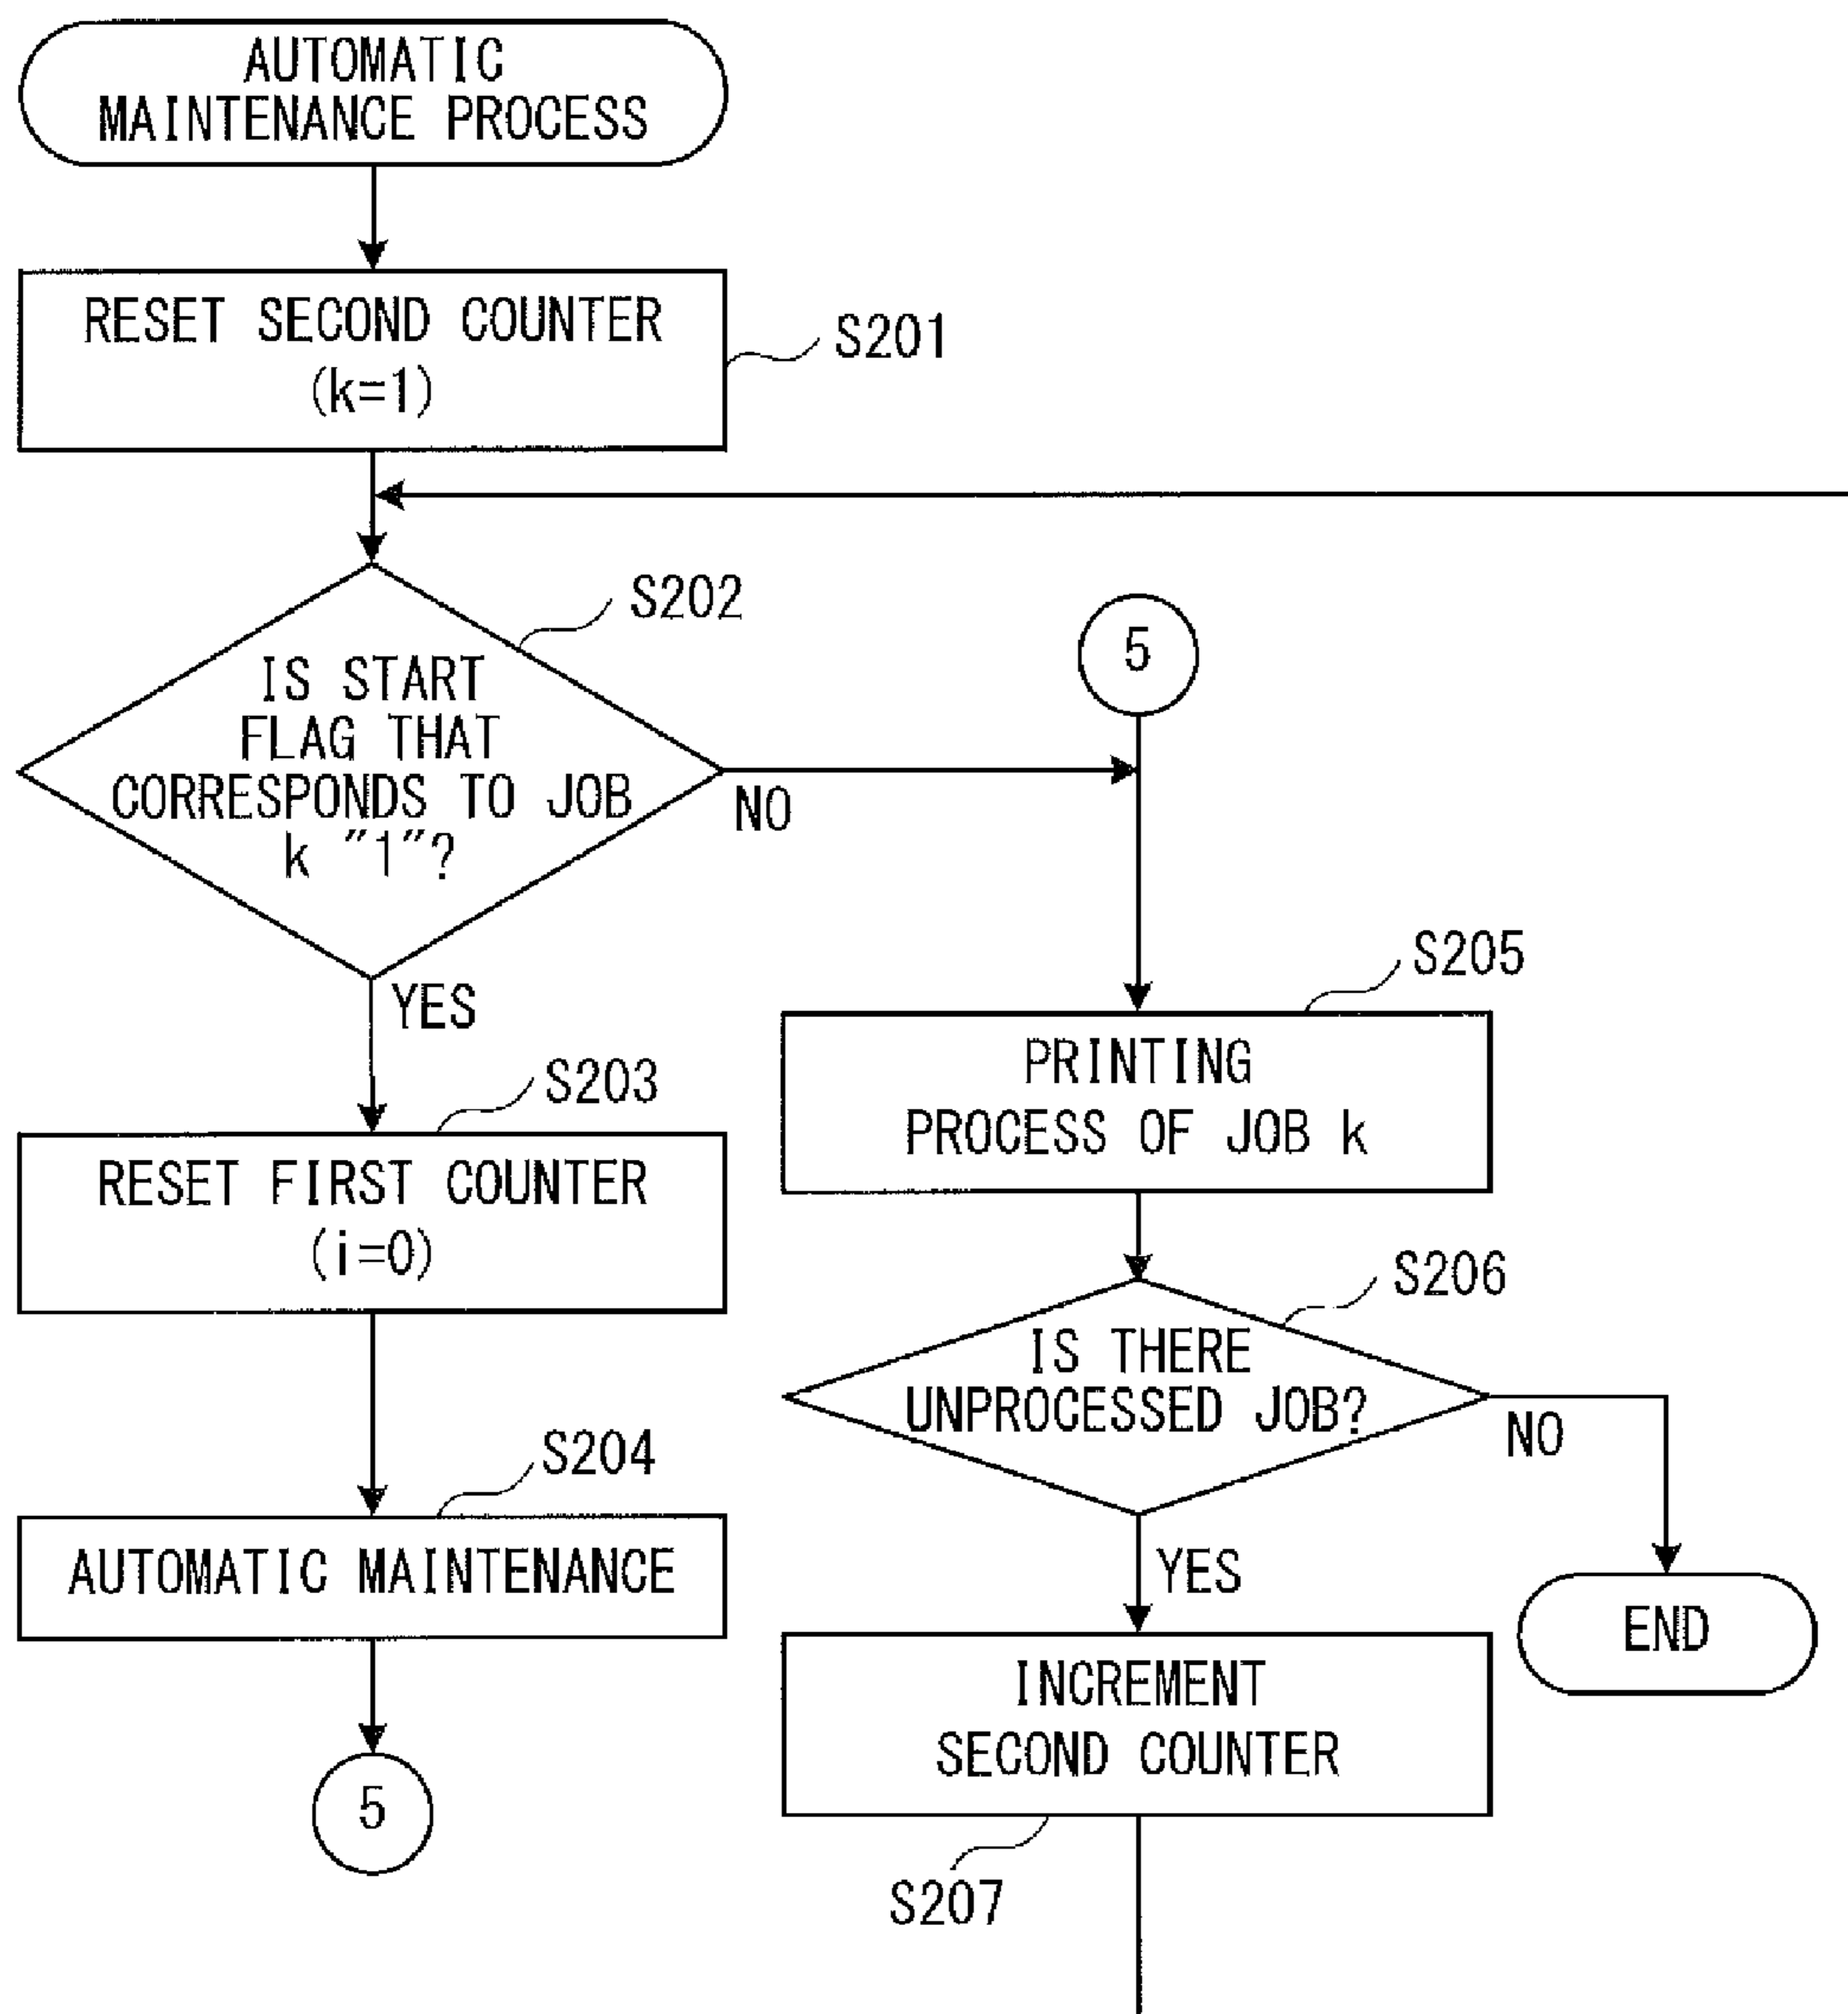 AUTOMATIC
MAINTENANCE PROCESS
RESET SECOND COUNTER
(k=1)
S201
S202
IS START
FLAG THAT
CORRESPONDS TO JOB
k "1"?
NO
YES
S203
RESET FIRST COUNTER
(i=0)
S204
AUTOMATIC MAINTENANCE
5
5
S205
PRINTING
PROCESS OF JOB k
S206
IS THERE
UNPROCESSED JOB?
NO
YES
END
INCREMENT
SECOND COUNTER
S207